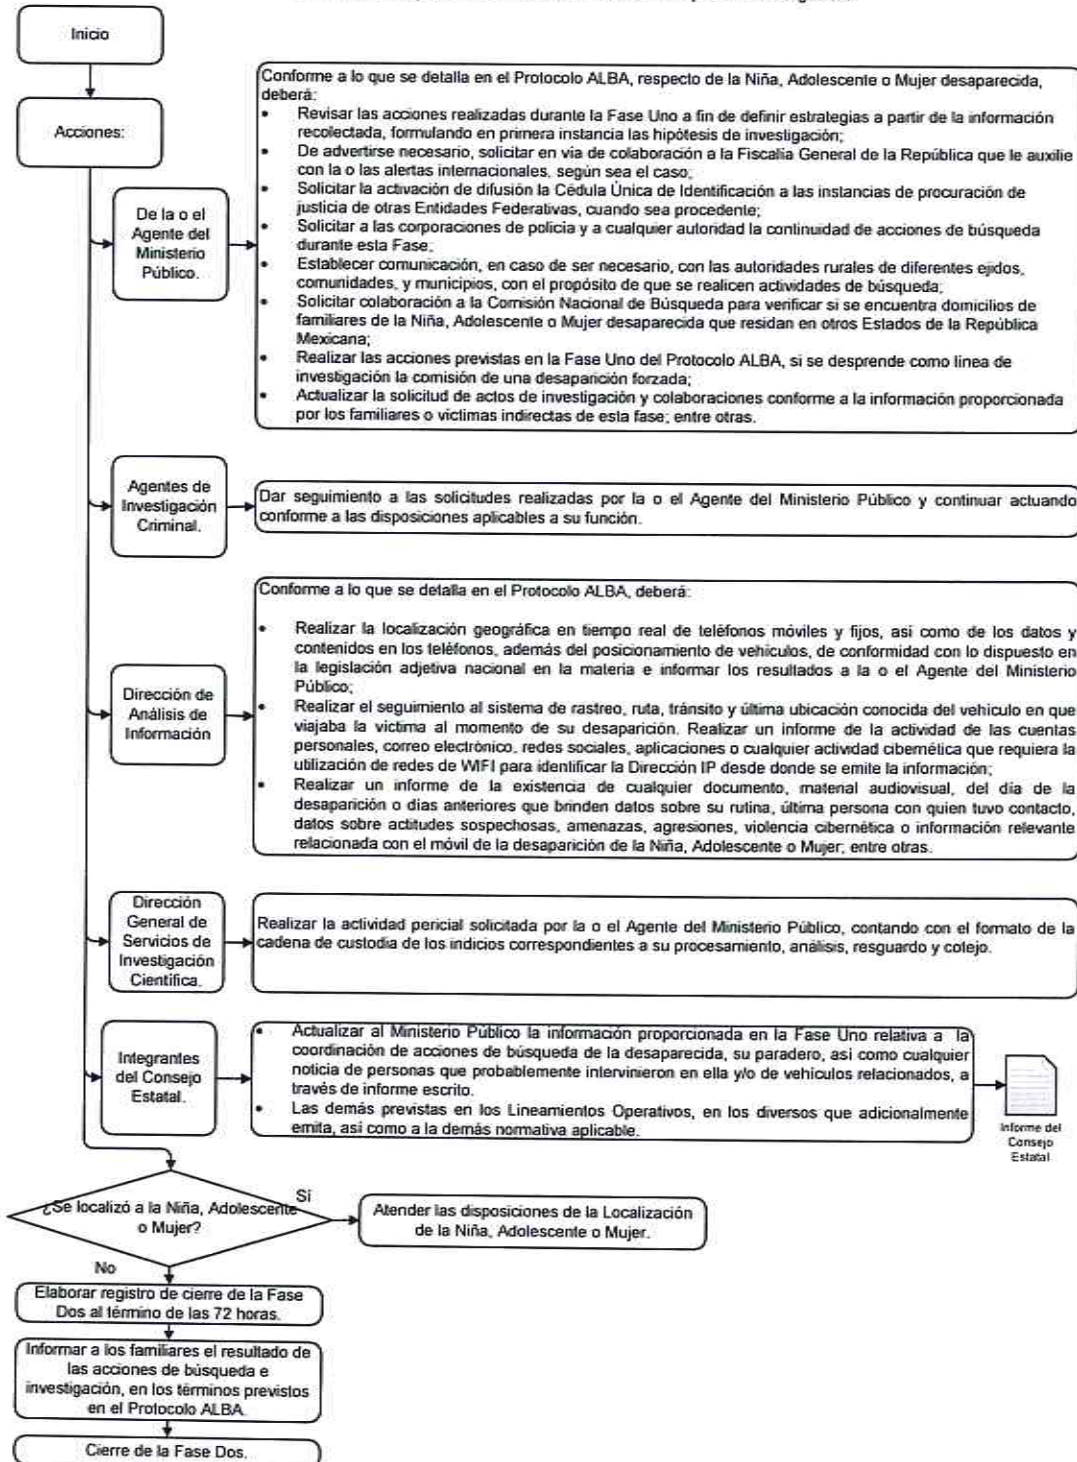 Inicio
Acciones:
De la o el
Agente del
Ministerio
Público.
Conforme a lo que se detalla en el Protocolo ALBA, respecto de la Niña, Adolescente o Mujer desaparecida,
deberá:
• Revisar las acciones realizadas durante la Fase Uno a fin de definir estrategias a partir de la información
recolectada, formulando en primera instancia las hipótesis de investigación;
• De advertirse necesario, solicitar en vía de colaboración a la Fiscalía General de la República que le auxilie
con la o las alertas internacionales, según sea el caso;
• Solicitar la activación de difusión la Cédula Única de Identificación a las instancias de procuración de
justicia de otras Entidades Federativas, cuando sea procedente;
• Solicitar a las corporaciones de policía y a cualquier autoridad la continuidad de acciones de búsqueda
durante esta Fase;
• Establecer comunicación, en caso de ser necesario, con las autoridades rurales de diferentes ejidos,
comunidades, y municipios, con el propósito de que se realicen actividades de búsqueda;
• Solicitar colaboración a la Comisión Nacional de Búsqueda para verificar si se encuentra domicilios de
familiares de la Niña, Adolescente o Mujer desaparecida que residan en otros Estados de la República
Mexicana;
• Realizar las acciones previstas en la Fase Uno del Protocolo ALBA, si se desprende como línea de
investigación la comisión de una desaparición forzada;
• Actualizar la solicitud de actos de investigación y colaboraciones conforme a la información proporcionada
por los familiares o víctimas indirectas de esta fase; entre otras.
Agentes de
Investigación
Criminal.
Dar seguimiento a las solicitudes realizadas por la o el Agente del Ministerio Público y continuar actuando
conforme a las disposiciones aplicables a su función.
Dirección de
Análisis de
Información
Conforme a lo que se detalla en el Protocolo ALBA, deberá:
• Realizar la localización geográfica en tiempo real de teléfonos móviles y fijos, así como de los datos y
contenidos en los teléfonos, además del posicionamiento de vehículos, de conformidad con lo dispuesto en
la legislación adjetiva nacional en la materia e informar los resultados a la o el Agente del Ministerio
Público;
• Realizar el seguimiento al sistema de rastreo, ruta, tránsito y última ubicación conocida del vehículo en que
viajaba la víctima al momento de su desaparición. Realizar un informe de la actividad de las cuentas
personales, correo electrónico, redes sociales, aplicaciones o cualquier actividad cibernética que requiera la
utilización de redes de WIFI para identificar la Dirección IP desde donde se emite la información;
• Realizar un informe de la existencia de cualquier documento, material audiovisual, del día de la
desaparición o días anteriores que brinden datos sobre su rutina, última persona con quien tuvo contacto,
datos sobre actitudes sospechosas, amenazas, agresiones, violencia cibernética o información relevante
relacionada con el móvil de la desaparición de la Niña, Adolescente o Mujer; entre otras.
Dirección
General de
Servicios de
Investigación
Científica.
Realizar la actividad pericial solicitada por la o el Agente del Ministerio Público, contando con el formato de la
cadena de custodia de los indicios correspondientes a su procesamiento, análisis, resguardo y cotejo.
Integrantes
del Consejo
Estatal.
• Actualizar al Ministerio Público la información proporcionada en la Fase Uno relativa a la
coordinación de acciones de búsqueda de la desaparecida, su paradero, así como cualquier
noticia de personas que probablemente intervinieron en ella y/o de vehículos relacionados, a
través de informe escrito.
• Las demás previstas en los Lineamientos Operativos, en los diversos que adicionalmente
emita, así como a la demás normativa aplicable.
Informe del
Consejo
Estatal
¿Se localizó a la Niña, Adolescente
o Mujer?
Sí
Atender las disposiciones de la Localización
de la Niña, Adolescente o Mujer.
No
Elaborar registro de cierre de la Fase
Dos al término de las 72 horas.
Informar a los familiares el resultado de
las acciones de búsqueda e
investigación, en los términos previstos
en el Protocolo ALBA.
Cierre de la Fase Dos.